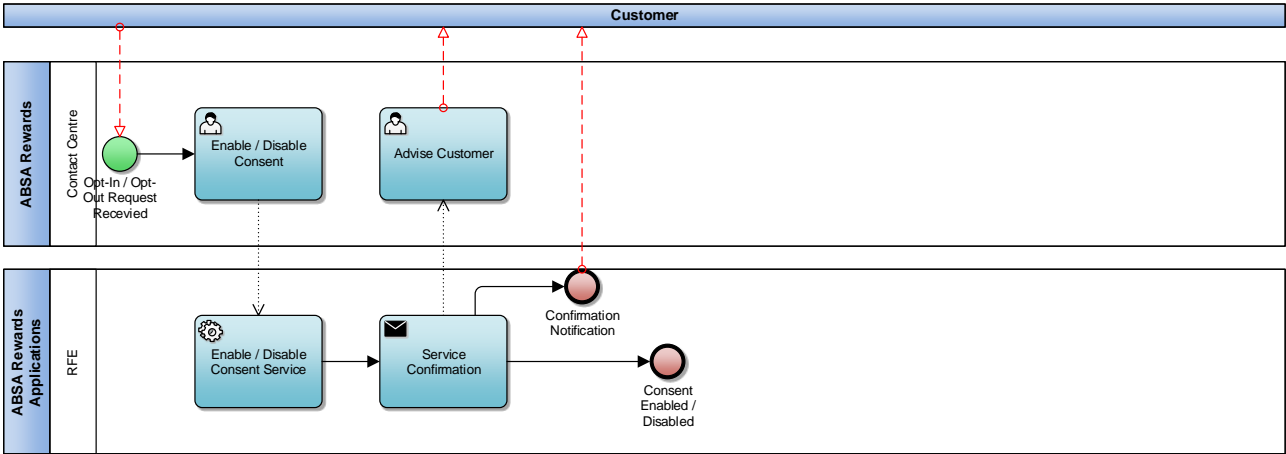 Customer
ABSA Rewards
Contact Centre
Opt-In / Opt-
Out Request
Recevied
Enable / Disable
Consent
Advise Customer
ABSA Rewards
Applications
RFE
Enable / Disable
Consent Service
Service
Confirmation
Confirmation
Notification
Consent
Enabled /
Disabled